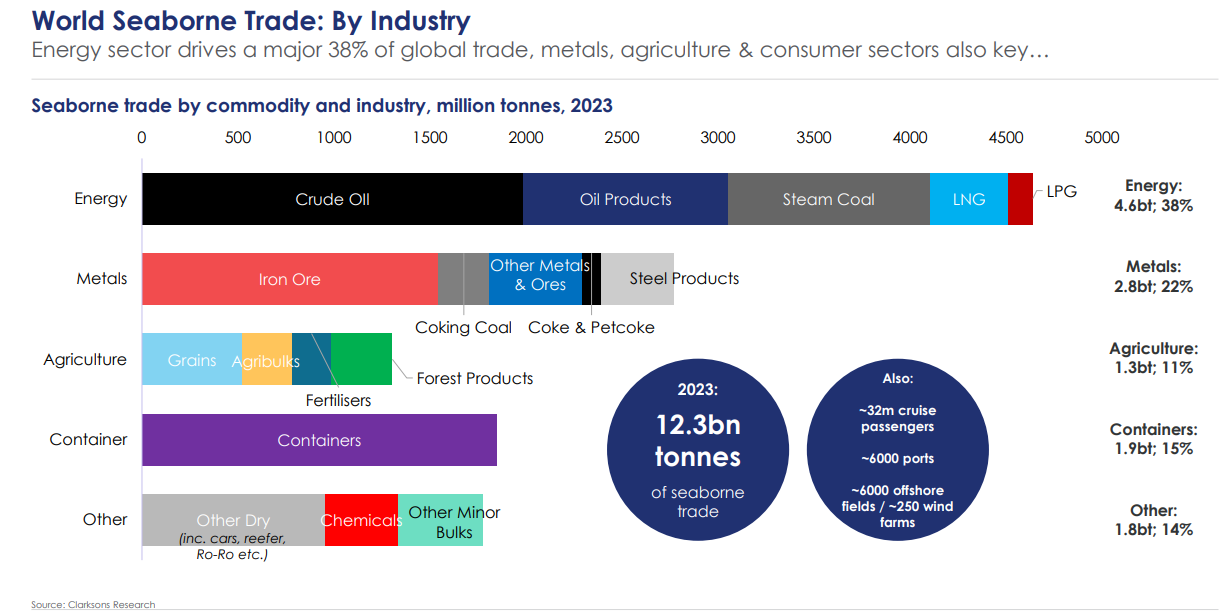 World Seaborne Trade: By Industry
Energy sector drives a major 38% of global trade, metals, agriculture & consumer sectors also key…
Seaborne trade by commodity and industry, million tonnes, 2023
0 500 1000 1500 2000 2500 3000 3500 4000 4500 5000
Energy
Crude OIl
Oil Products
Steam Coal
LNG
LPG
Energy:
4.6bt; 38%
Metals
Iron Ore
Other Metals
& Ores
Steel Products
Coking Coal
Coke & Petcoke
Metals:
2.8bt; 22%
Agriculture
Grains
Agribulks
Forest Products
Fertilisers
Agriculture:
1.3bt; 11%
Container
Containers
Containers:
1.9bt; 15%
Other
Other Dry
(inc. cars, reefer,
Ro-Ro etc.)
Chemicals
Other Minor
Bulks
Other:
1.8bt; 14%
2023:
12.3bn
tonnes
of seaborne
trade
Also:
~32m cruise
passengers
~6000 ports
~6000 offshore
fields / ~250 wind
farms
Source: Clarksons Research